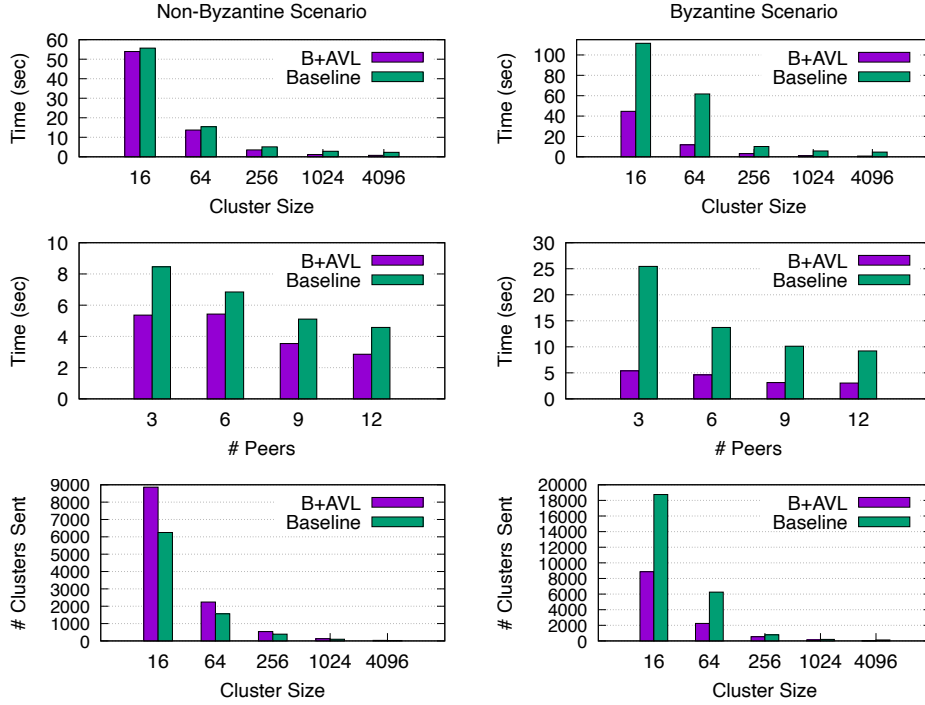 Non-Byzantine Scenario
60
50
40
30
20
10
0
Time (sec)
B+AVL
Baseline
16 64 256 1024 4096
Cluster Size
Byzantine Scenario
100
80
60
40
20
0
Time (sec)
B+AVL
Baseline
16 64 256 1024 4096
Cluster Size
10
8
6
4
2
0
Time (sec)
B+AVL
Baseline
3 6 9 12
# Peers
30
25
20
15
10
5
0
Time (sec)
B+AVL
Baseline
3 6 9 12
# Peers
9000
8000
7000
6000
5000
4000
3000
2000
1000
0
# Clusters Sent
B+AVL
Baseline
16 64 256 1024 4096
Cluster Size
20000
18000
16000
14000
12000
10000
8000
6000
4000
2000
0
# Clusters Sent
B+AVL
Baseline
16 64 256 1024 4096
Cluster Size